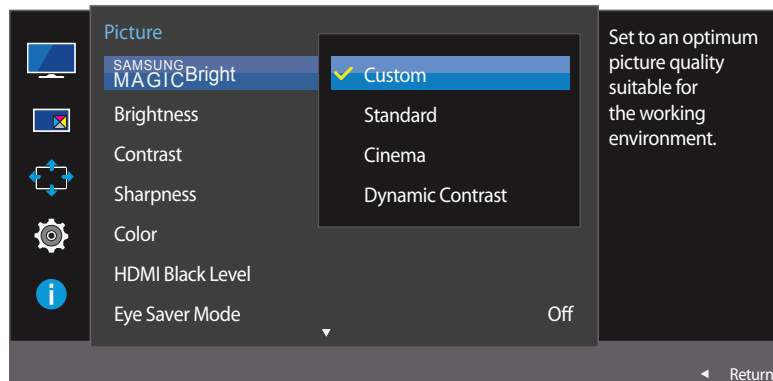 Picture
SAMSUNG
MAGICBright
Brightness
Contrast
Sharpness
Color
HDMI Black Level
Eye Saver Mode Off
Custom
Standard
Cinema
Dynamic Contrast
Set to an optimum
picture quality
suitable for
the working
environment.
Return